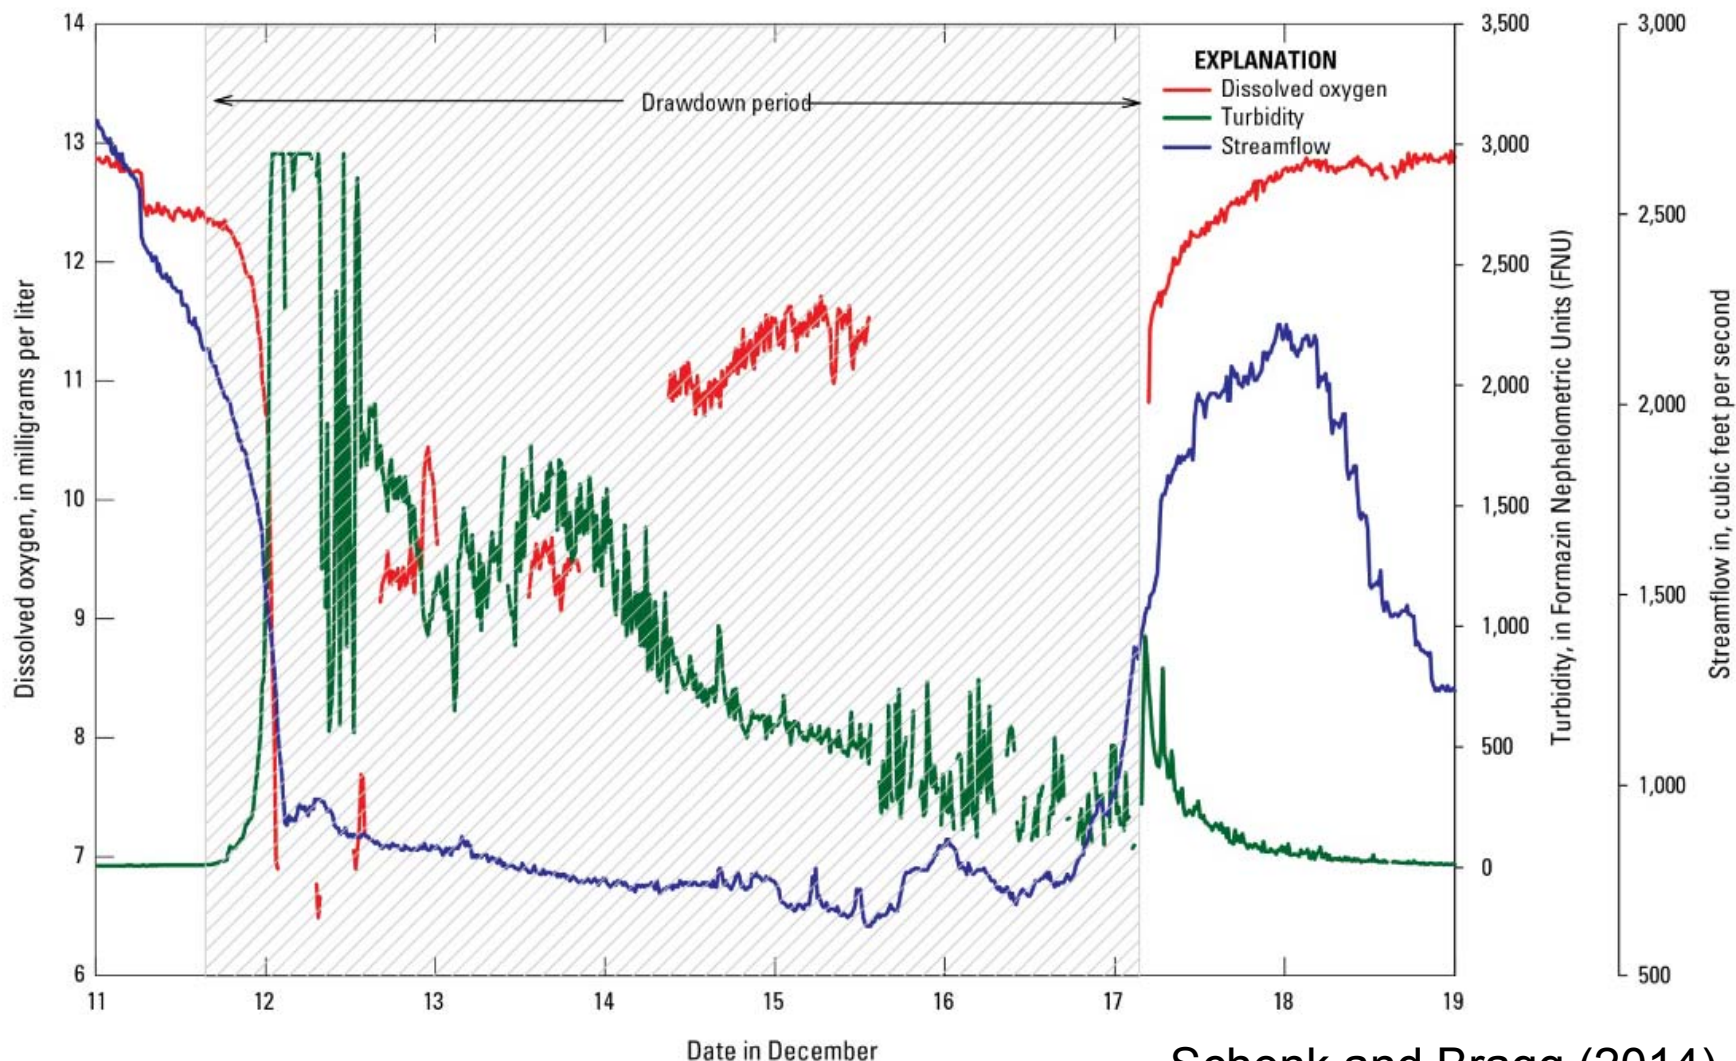 14
13
12
11
10
9
8
7
6
Dissolved oxygen, in milligrams per liter
Drawdown period
EXPLANATION
Dissolved oxygen
Turbidity
Streamflow
3,500
3,000
2,500
2,000
1,500
1,000
500
0
Turbidity, in Formazin Nephelometric Units (FNU)
3,000
2,500
2,000
1,500
1,000
500
Streamflow in, cubic feet per second
11 12 13 14 15 16 17 18 19
Date in December
Schenk and Bragg (2014)